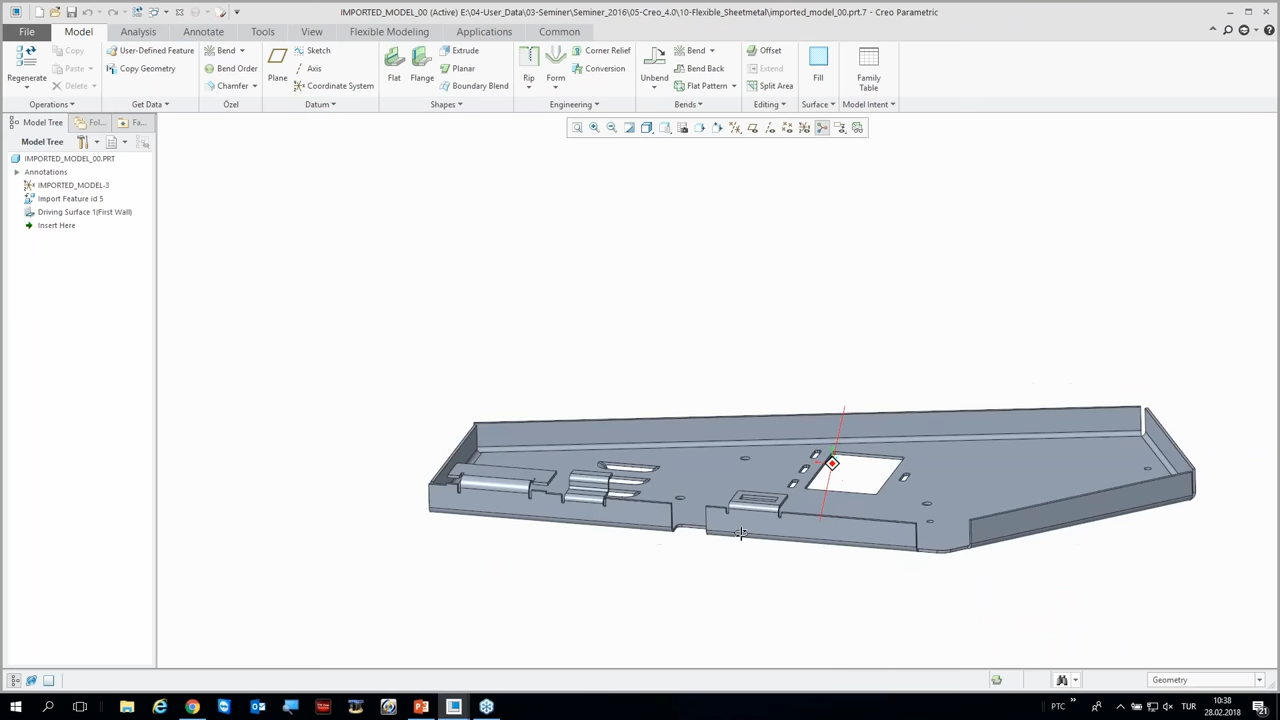 IMPORTED_MODEL_00 (Active) E:\04-User_Data\03-Seminer\Seminer_2016\05-Creo_4.0\10-Flexible_Sheetmetal\imported_model_00.prt.7 - Creo Parametric
File Model Analysis Annotate Tools View Flexible Modeling Applications Common
Regenerate
Copy
Paste
Delete
Operations
User-Defined Feature
Copy Geometry
Get Data
Bend
Bend Order
Chamfer
Özel
Plane
Sketch
Axis
Coordinate System
Datum
Flat
Flange
Extrude
Planar
Boundary Blend
Shapes
Rip
Form
Corner Relief
Conversion
Engineering
Unbend
Bend
Bend Back
Flat Pattern
Bends
Offset
Extend
Split Area
Editing
Fill
Surface
Family
Table
Model Intent
Model Tree Fol... Fa...
Model Tree
IMPORTED_MODEL_00.PRT
Annotations
IMPORTED_MODEL-3
Import Feature id 5
Driving Surface 1(First Wall)
Insert Here
Geometry
PTC
TUR
10:38
28.02.2018
21